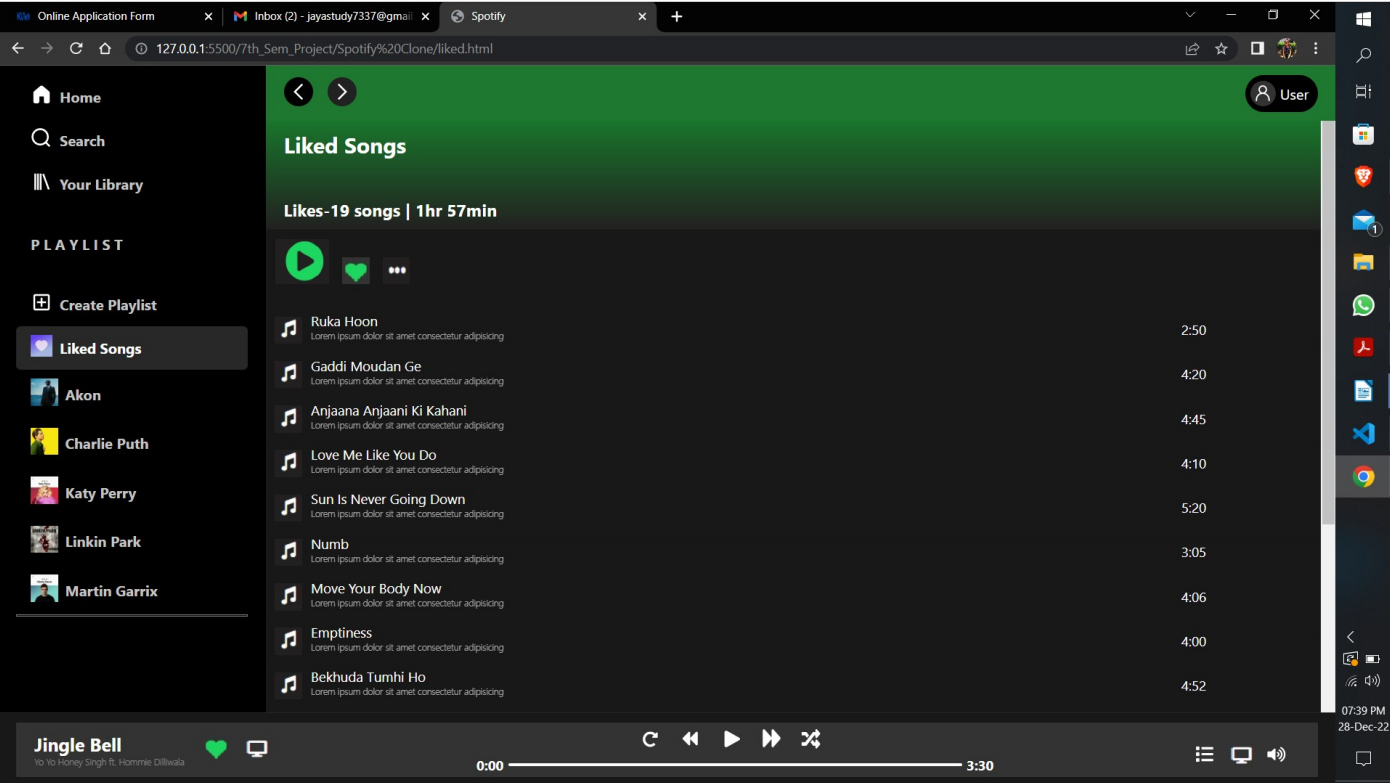 Online Application Form
Inbox (2) - jayastudy7337@gmail
Spotify
127.0.0.1:5500/7th_Sem_Project/Spotify%20Clone/liked.html
Home
Search
Your Library
PLAYLIST
Create Playlist
Liked Songs
Akon
Charlie Puth
Katy Perry
Linkin Park
Martin Garrix
User
Liked Songs
Likes-19 songs | 1hr 57min
Ruka Hoon 2:50
Lorem ipsum dolor sit amet consectetur adipisicing
Gaddi Moudan Ge 4:20
Lorem ipsum dolor sit amet consectetur adipisicing
Anjaana Anjaani Ki Kahani 4:45
Lorem ipsum dolor sit amet consectetur adipisicing
Love Me Like You Do 4:10
Lorem ipsum dolor sit amet consectetur adipisicing
Sun Is Never Going Down 5:20
Lorem ipsum dolor sit amet consectetur adipisicing
Numb 3:05
Lorem ipsum dolor sit amet consectetur adipisicing
Move Your Body Now 4:06
Lorem ipsum dolor sit amet consectetur adipisicing
Emptiness 4:00
Lorem ipsum dolor sit amet consectetur adipisicing
Bekhuda Tumhi Ho 4:52
Lorem ipsum dolor sit amet consectetur adipisicing
Jingle Bell
Yo Yo Honey Singh ft. Hommie Dilliwala
0:00 3:30
1
07:39 PM
28-Dec-22